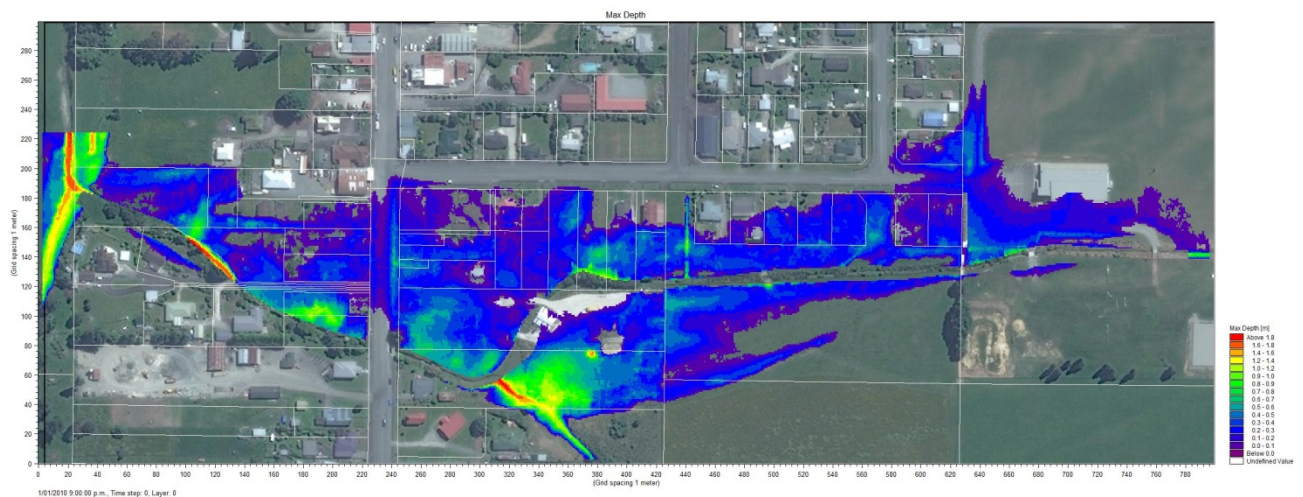 Max Depth
280
260
240
220
200
180
160
140
120
100
80
60
40
20
0
(Grid spacing 1 meter)
0 20 40 60 80 100 120 140 160 180 200 220 240 260 280 300 320 340 360 380 400 420 440 460 480 500 520 540 560 580 600 620 640 660 680 700 720 740 760 780
(Grid spacing 1 meter)
1/01/2010 9:00:00 p.m., Time step: 0, Layer: 0
Max Depth [m]
Above 1.8
1.6 - 1.8
1.4 - 1.6
1.2 - 1.4
1.0 - 1.2
0.9 - 1.0
0.8 - 0.9
0.7 - 0.8
0.6 - 0.7
0.5 - 0.6
0.4 - 0.5
0.3 - 0.4
0.2 - 0.3
0.1 - 0.2
0.0 - 0.1
Below 0.0
Undefined Value